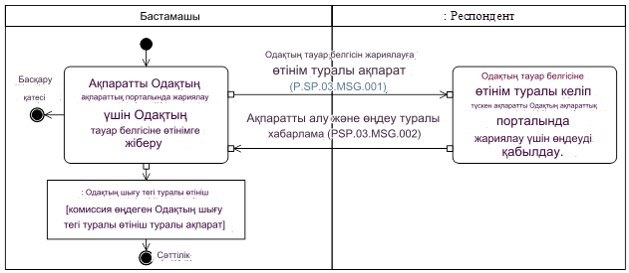 Бастамашы
: Респондент
Басқару
қатесі
Ақпаратты Одақтың
ақпараттық порталында жариялау
үшін Одақтың
тауар белгісіне өтінімге
жіберу
Одақтың тауар белгісін жариялауға
өтінім туралы ақпарат
(P.SP.03.MSG.001)
Ақпаратты алу және өңдеу туралы
хабарлама (PSP.03.MSG.002)
Одақтың тауар белгісіне
өтінім туралы келіп
түскен ақпаратты Одақтың ақпараттық
порталында
жариялау үшін өңдеуді
қабылдау.
: Одақтың шығу тегі туралы өтініш
[комиссия өңдеген Одақтың шығу
тегі туралы өтініш туралы ақпарат]
Сәттілік